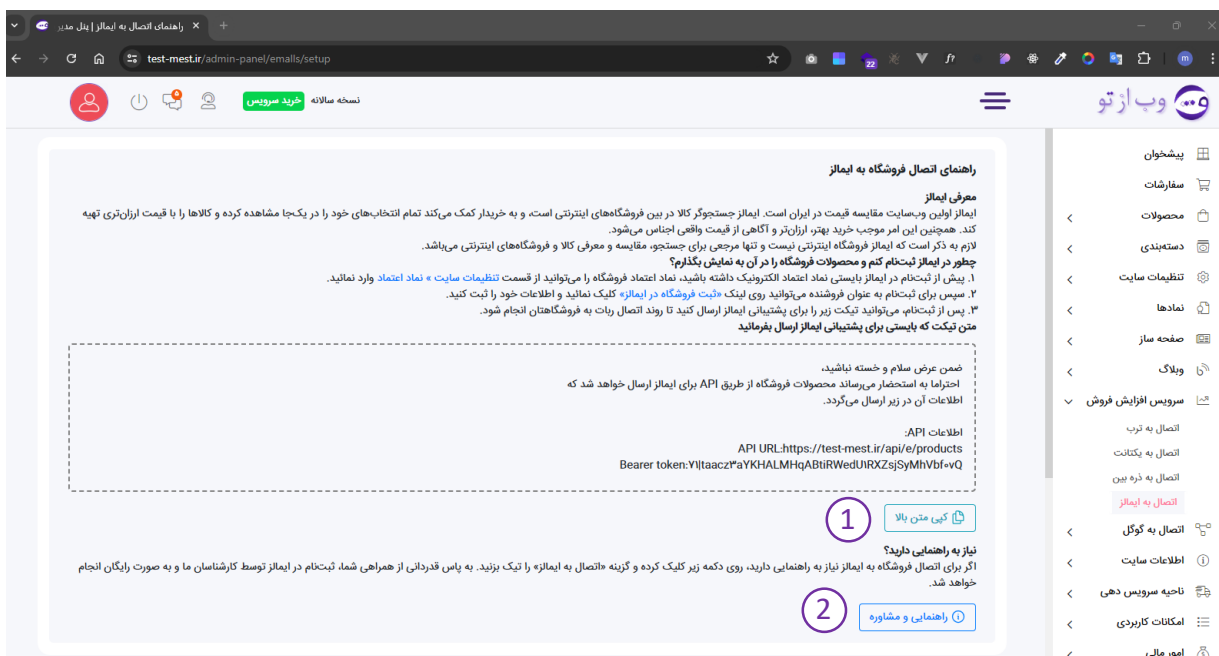 راهنمای اتصال به ایمالز | پنل مدیر
test-mest.ir/admin-panel/emalls/setup
22
m
وب از تو
نسخه سالانه
خرید سرویس
پیشخوان
سفارشات
محصولات
دسته‌بندی
تنظیمات سایت
نمادها
صفحه ساز
وبلاگ
سرویس افزایش فروش
اتصال به ترب
اتصال به یکتانت
اتصال به ذره بین
اتصال به ایمالز
اتصال به گوگل
اطلاعات سایت
ناحیه سرویس دهی
امکانات کاربردی
امور مالی
راهنمای اتصال فروشگاه به ایمالز
معرفی ایمالز
ایمالز اولین وب‌سایت مقایسه قیمت در ایران است. ایمالز جستجوگر کالا در بین فروشگاه‌های اینترنتی است، و به خریدار کمک می‌کند تمام انتخاب‌های خود را در یک‌جا مشاهده کرده و کالاها را با قیمت ارزان‌تری تهیه
کند. همچنین این امر موجب خرید بهتر، ارزان‌تر و آگاهی از قیمت واقعی اجناس می‌شود.
لازم به ذکر است که ایمالز فروشگاه اینترنتی نیست و تنها مرجعی برای جستجو، مقایسه و معرفی کالا و فروشگاه‌های اینترنتی می‌باشد.
چطور در ایمالز ثبت‌نام کنم و محصولات فروشگاه را در آن به نمایش بگذارم؟
۱. پیش از ثبت‌نام در ایمالز بایستی نماد اعتماد الکترونیک داشته باشید، نماد اعتماد فروشگاه را می‌توانید از قسمت تنظیمات سایت » نماد اعتماد وارد نمائید.
۲. سپس برای ثبت‌نام به عنوان فروشنده می‌توانید روی لینک «ثبت فروشگاه در ایمالز» کلیک نمائید و اطلاعات خود را ثبت کنید.
۳. پس از ثبت‌نام، می‌توانید تیکت زیر را برای پشتیبانی ایمالز ارسال کنید تا روند اتصال ربات به فروشگاهتان انجام شود.
متن تیکت که بایستی برای پشتیبانی ایمالز ارسال بفرمائید
ضمن عرض سلام و خسته نباشید،
احتراما به استحضار می‌رساند محصولات فروشگاه از طریق API برای ایمالز ارسال خواهد شد که
اطلاعات آن در زیر ارسال می‌گردد.
اطلاعات API:
API URL:https://test-mest.ir/api/e/products
Bearer token:۷۱|taacz۳aYKHALMHqABtiRWedU۱RXZsjSyMhVbf۰vQ
کپی متن بالا
1
نیاز به راهنمایی دارید؟
اگر برای اتصال فروشگاه به ایمالز نیاز به راهنمایی دارید، روی دکمه زیر کلیک کرده و گزینه «اتصال به ایمالز» را تیک بزنید. به پاس قدردانی از همراهی شما، ثبت‌نام در ایمالز توسط کارشناسان ما و به صورت رایگان انجام
خواهد شد.
راهنمایی و مشاوره
2